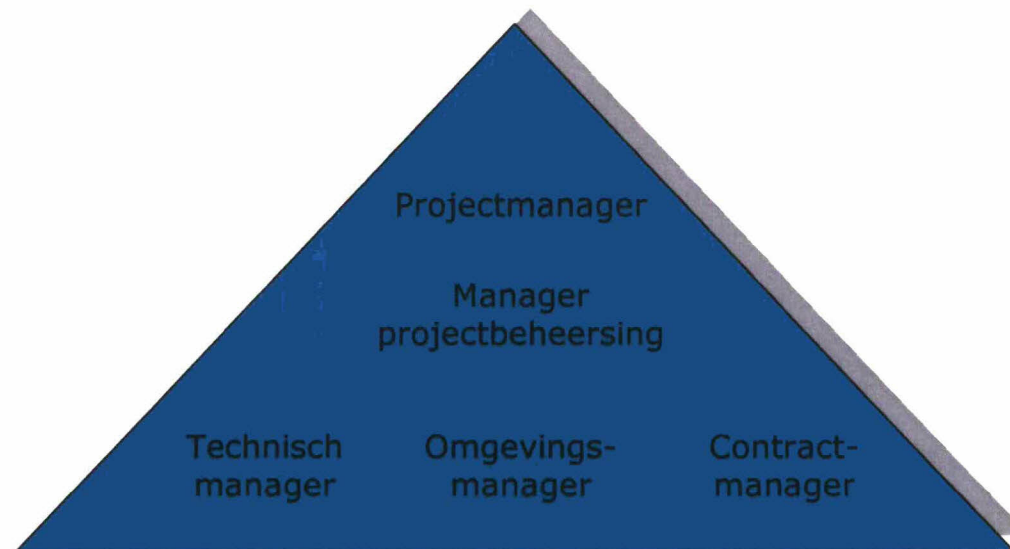 Projectmanager
Manager
projectbeheersing
Technisch
manager
Omgevings-
manager
Contract-
manager